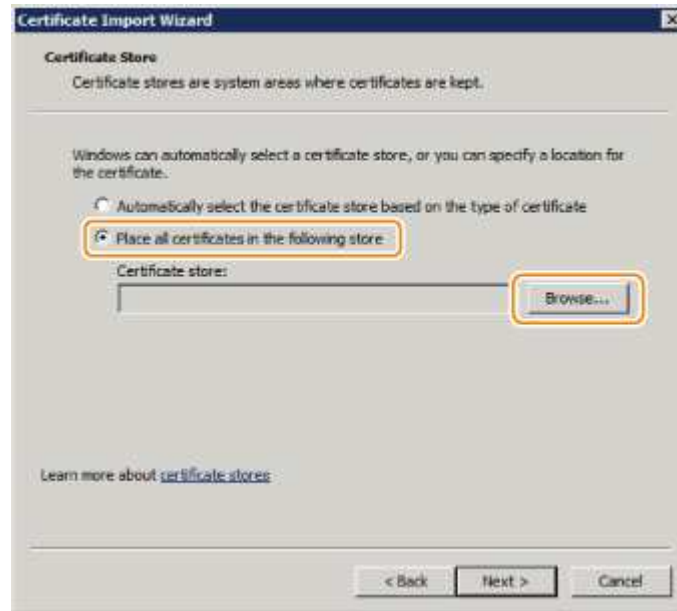 Certificate Import Wizard
Certificate Store
Certificate stores are system areas where certificates are kept.
Windows can automatically select a certificate store, or you can specify a location for
the certificate.
Automatically select the certificate store based on the type of certificate
Place all certificates in the following store
Certificate store:
Browse...
Learn more about certificate stores
< Back Next > Cancel